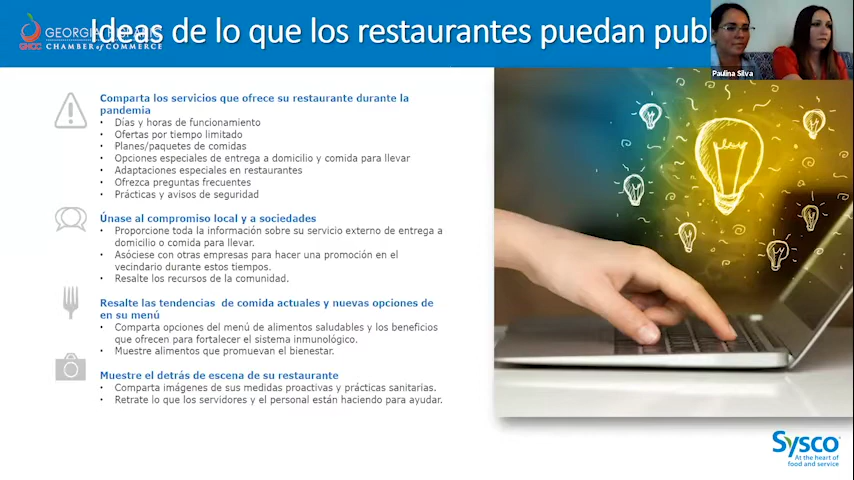 Ideas de lo que los restaurantes puedan pub
GEORGIA HISPANIC
GHCC CHAMBER of COMMERCE
Paulina Silva
Comparta los servicios que ofrece su restaurante durante la
pandemia
• Días y horas de funcionamiento
• Ofertas por tiempo limitado
• Planes/paquetes de comidas
• Opciones especiales de entrega a domicilio y comida para llevar
• Adaptaciones especiales en restaurantes
• Ofrezca preguntas frecuentes
• Prácticas y avisos de seguridad
Únase al compromiso local y a sociedades
• Proporcione toda la información sobre su servicio externo de entrega a
domicilio o comida para llevar.
• Asóciese con otras empresas para hacer una promoción en el
vecindario durante estos tiempos.
• Resalte los recursos de la comunidad.
Resalte las tendencias de comida actuales y nuevas opciones de
en su menú
• Comparta opciones del menú de alimentos saludables y los beneficios
que ofrecen para fortalecer el sistema inmunológico.
• Muestre alimentos que promuevan el bienestar.
Muestre el detrás de escena de su restaurante
• Comparta imágenes de sus medidas proactivas y prácticas sanitarias.
• Retrate lo que los servidores y el personal están haciendo para ayudar.
Sysco
At the heart of
food and service